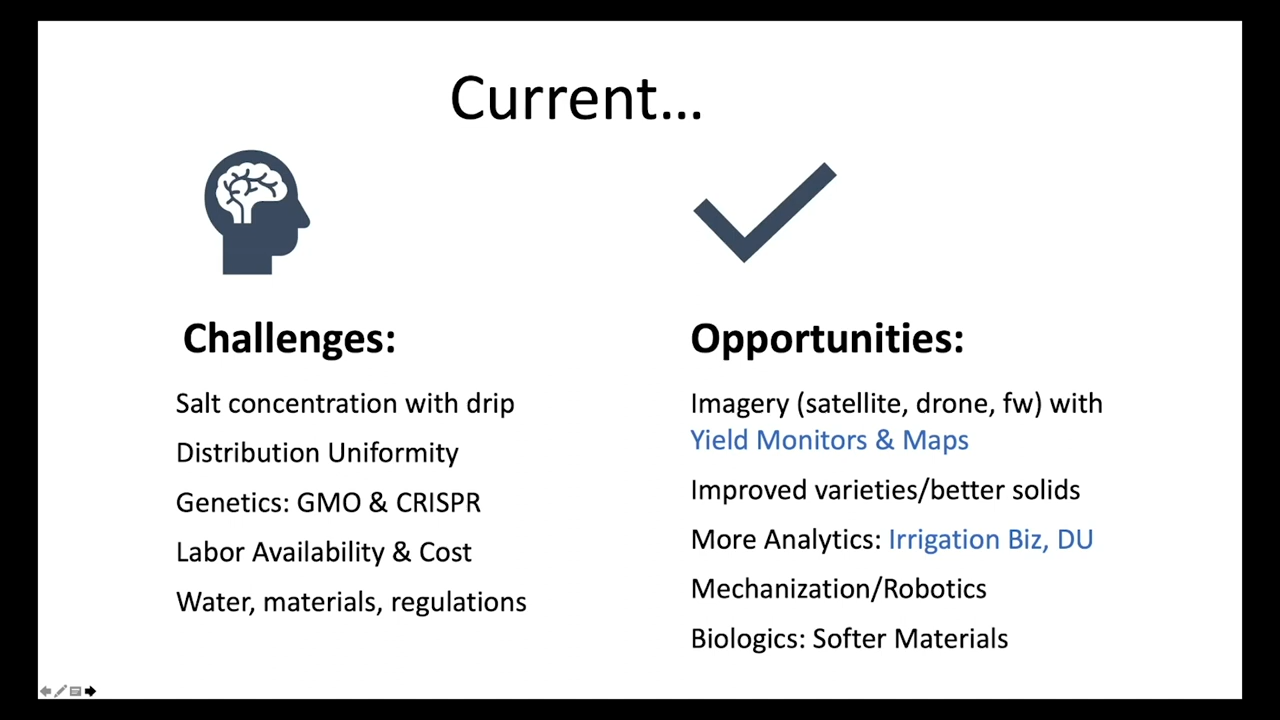 Current...
Challenges:
Salt concentration with drip
Distribution Uniformity
Genetics: GMO & CRISPR
Labor Availability & Cost
Water, materials, regulations
Opportunities:
Imagery (satellite, drone, fw) with
Yield Monitors & Maps
Improved varieties/better solids
More Analytics: Irrigation Biz, DU
Mechanization/Robotics
Biologics: Softer Materials